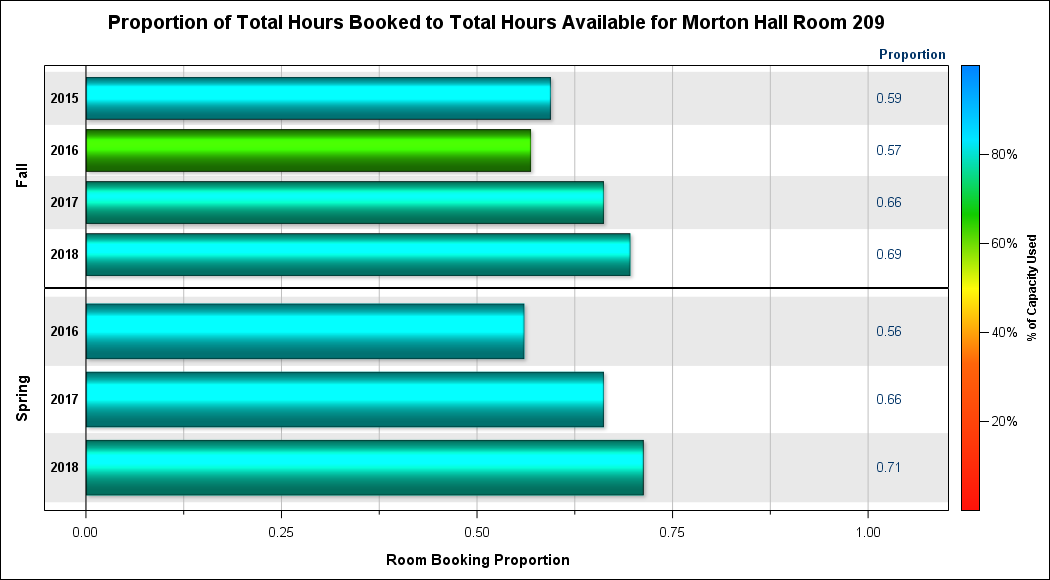 Proportion of Total Hours Booked to Total Hours Available for Morton Hall Room 209
Proportion
Fall
2015 0.59
2016 0.57
2017 0.66
2018 0.69
Spring
2016 0.56
2017 0.66
2018 0.71
0.00 0.25 0.50 0.75 1.00
Room Booking Proportion
80%
60%
40%
20%
% of Capacity Used